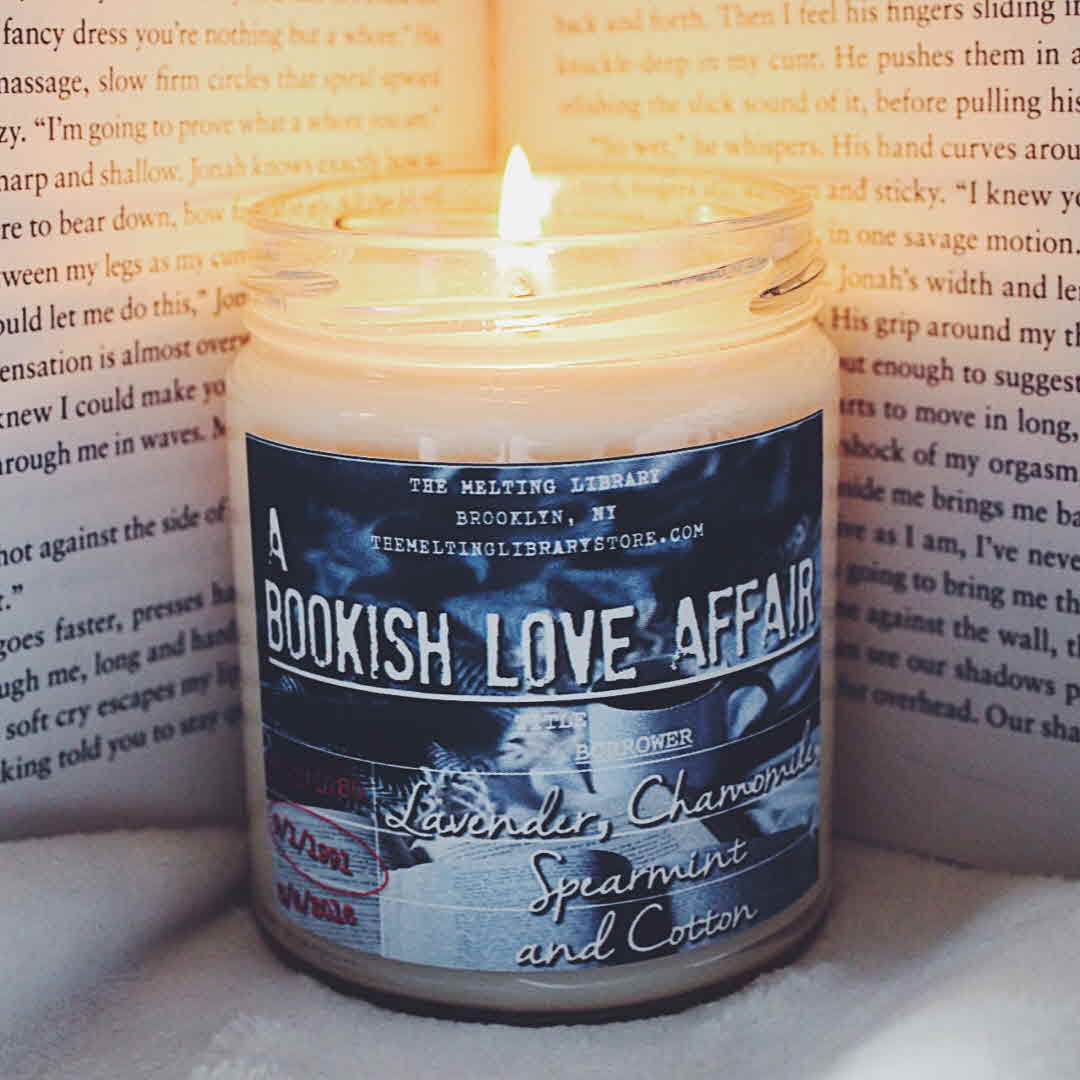 fancy dress you're nothing but a whore." He
massage, slow firm circles that spiral upward
zy. "I'm going to prove what a whore you are."
harp and shallow. Jonah knows exactly how to
re to bear down, how
ween my legs as my
ould let me do this," Jon
ensation is almost over
knew I could make yo
hrough me in waves. M
hot against the side of
goes faster, presses ha
ugh me, long and hard
soft cry escapes my lip
king told you to stay
back and forth. Then I feel his fingers sliding
knuckle-deep in my cunt. He pushes them in a
the slick sound of it, before pulling his
"So wet," he whispers. His hand curves arou
and sticky. "I knew yo
in one savage motion.
Jonah's width and le
His grip around my th
ut enough to suggest
arts to move in long,
shock of my orgasm
side me brings me ba
ve as I am, I've neve
going to bring me th
against the wall, th
see our shadows p
overhead. Our sha
THE MELTING LIBRARY
BROOKLYN, NY
THEMELTINGLIBRARYSTORE.COM
A
BOOKISH LOVE AFFAIR
TITLE
BORROWER
Lavender, Chamomile,
Spearmint
and Cotton